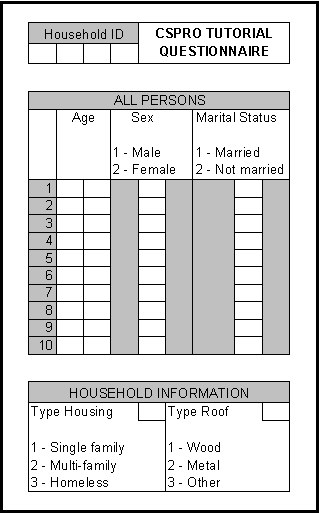 Household ID
CSPRO TUTORIAL
QUESTIONNAIRE
ALL PERSONS
Age Sex Marital Status
1 - Male 1 - Married
2 - Female 2 - Not married
1
2
3
4
5
6
7
8
9
10
HOUSEHOLD INFORMATION
Type Housing Type Roof
1 - Single family 1 - Wood
2 - Multi-family 2 - Metal
3 - Homeless 3 - Other